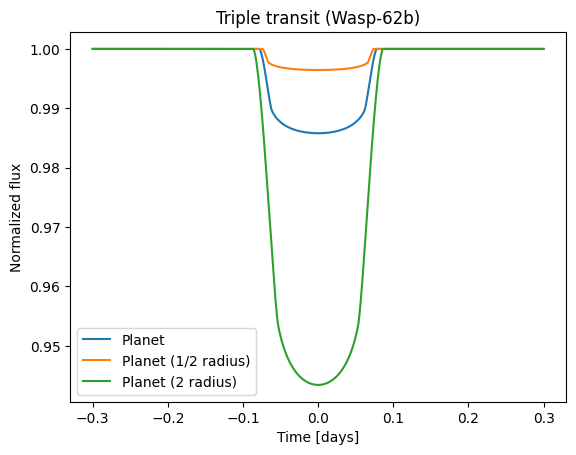 Triple transit (Wasp-62b)
Normalized flux
1.00
0.99
0.98
0.97
0.96
0.95
Planet
Planet (1/2 radius)
Planet (2 radius)
−0.3 −0.2 −0.1 0.0 0.1 0.2 0.3
Time [days]